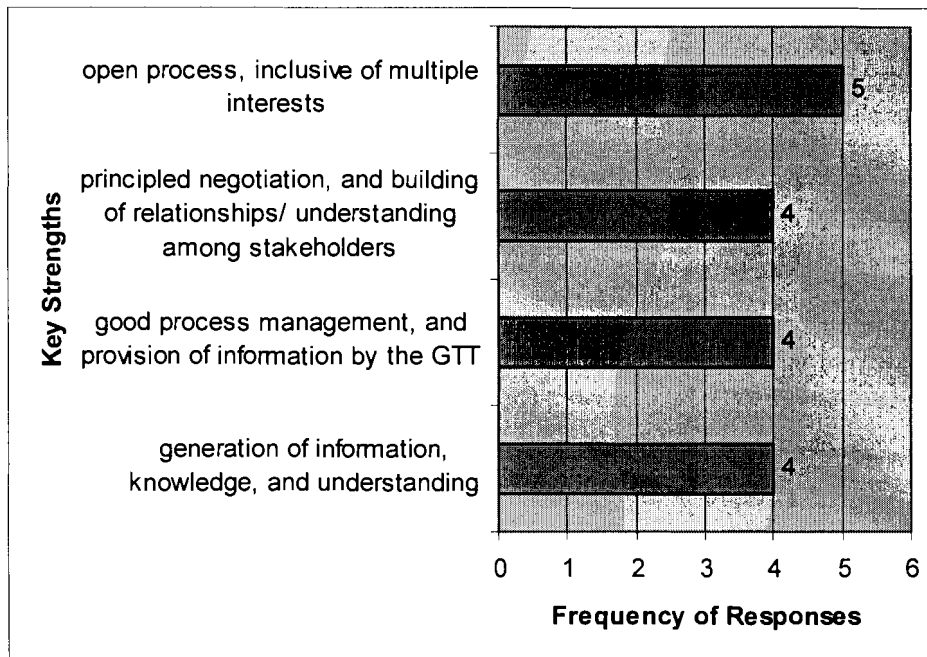 open process, inclusive of multiple
interests
5
principled negotiation, and building
of relationships/ understanding
among stakeholders
4
good process management, and
provision of information by the GTT
4
generation of information,
knowledge, and understanding
4
Key Strengths
0 1 2 3 4 5 6
Frequency of Responses